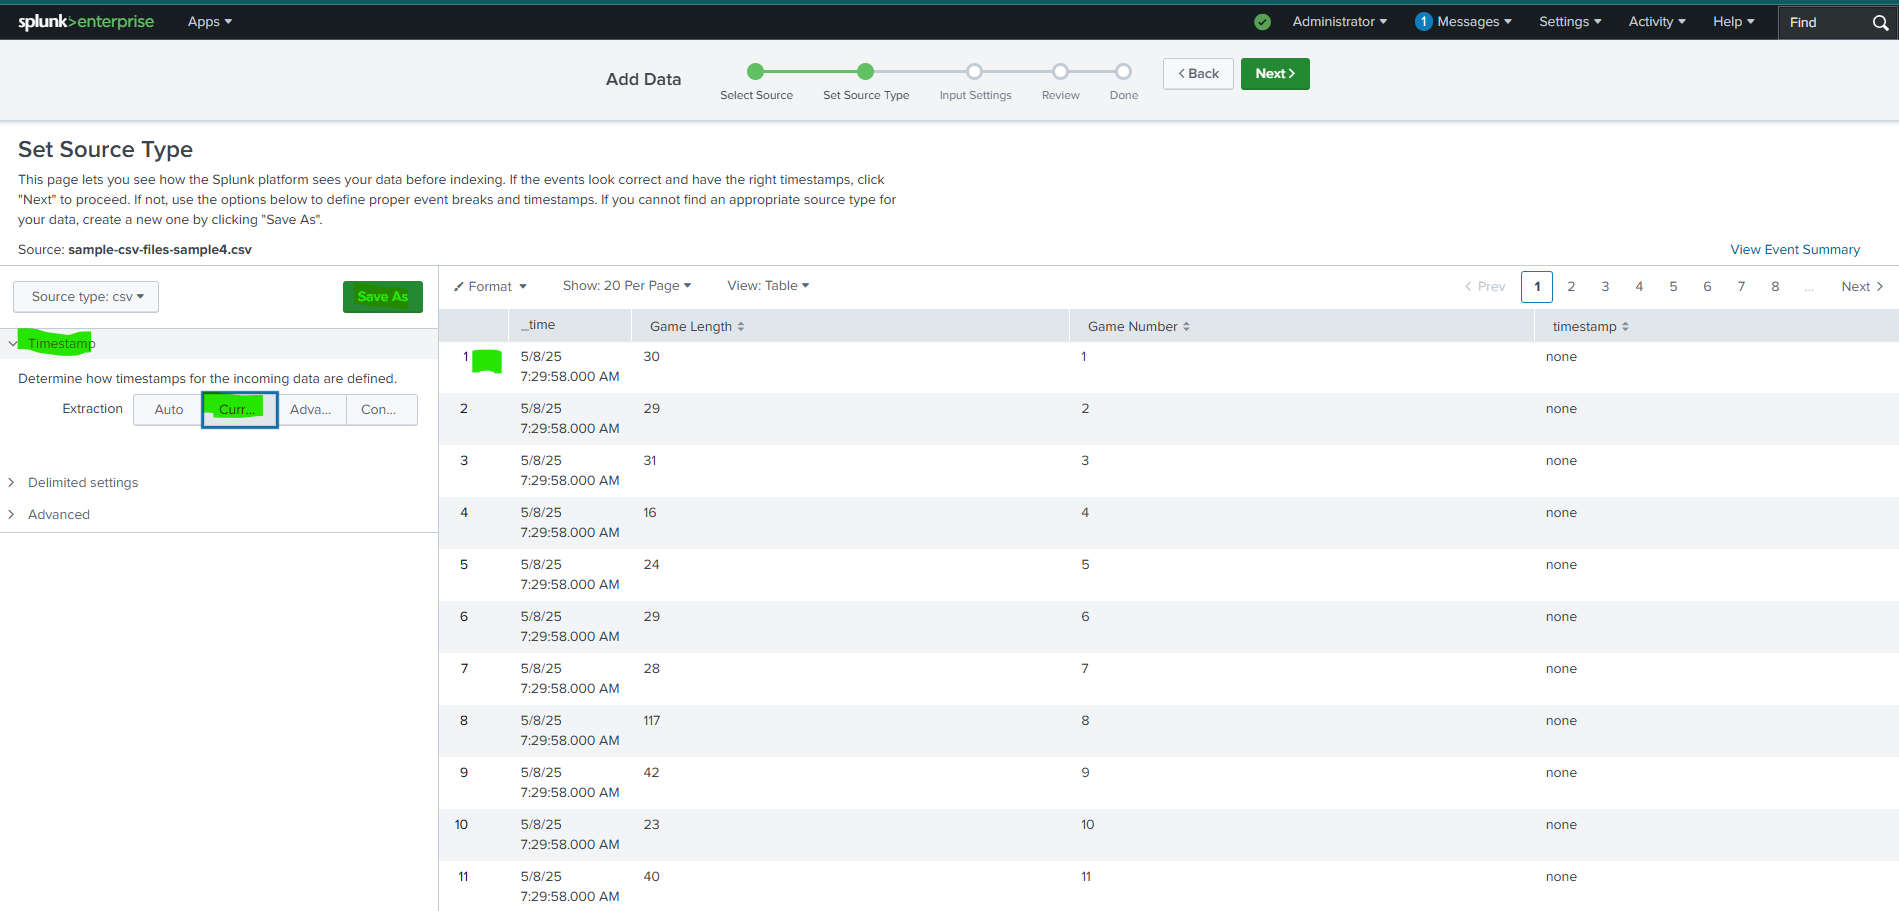 splunk>enterprise Apps Administrator 1 Messages Settings Activity Help Find
Add Data
Select Source Set Source Type Input Settings Review Done
< Back
Next >
Set Source Type
This page lets you see how the Splunk platform sees your data before indexing. If the events look correct and have the right timestamps, click
"Next" to proceed. If not, use the options below to define proper event breaks and timestamps. If you cannot find an appropriate source type for
your data, create a new one by clicking "Save As".
Source: sample-csv-files-sample4.csv
View Event Summary
Source type: csv
Save As
Timestamp
Determine how timestamps for the incoming data are defined.
Extraction Auto Curr... Adva... Con...
Delimited settings
Advanced
Format Show: 20 Per Page View: Table
< Prev 1 2 3 4 5 6 7 8 ... Next >
_time Game Length Game Number timestamp
1 5/8/25 30 1 none
7:29:58.000 AM
2 5/8/25 29 2 none
7:29:58.000 AM
3 5/8/25 31 3 none
7:29:58.000 AM
4 5/8/25 16 4 none
7:29:58.000 AM
5 5/8/25 24 5 none
7:29:58.000 AM
6 5/8/25 29 6 none
7:29:58.000 AM
7 5/8/25 28 7 none
7:29:58.000 AM
8 5/8/25 117 8 none
7:29:58.000 AM
9 5/8/25 42 9 none
7:29:58.000 AM
10 5/8/25 23 10 none
7:29:58.000 AM
11 5/8/25 40 11 none
7:29:58.000 AM